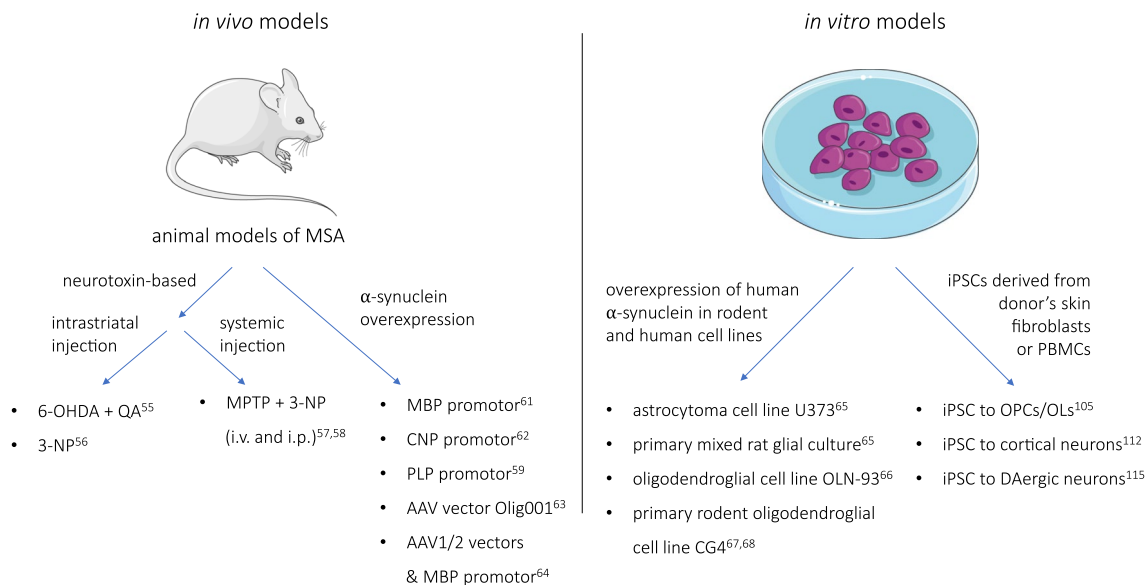 in vivo models
animal models of MSA
neurotoxin-based
intrastriatal
injection
systemic
injection
α-synuclein
overexpression
• 6-OHDA + QA55
• 3-NP56
• MPTP + 3-NP
(i.v. and i.p.)57,58
• MBP promotor61
• CNP promotor62
• PLP promotor59
• AAV vector Olig00163
• AAV1/2 vectors
& MBP promotor64
in vitro models
overexpression of human
α-synuclein in rodent
and human cell lines
iPSCs derived from
donor’s skin
fibroblasts
or PBMCs
• astrocytoma cell line U37365
• primary mixed rat glial culture65
• oligodendroglial cell line OLN-9366
• primary rodent oligodendroglial
cell line CG467,68
• iPSC to OPCs/OLs105
• iPSC to cortical neurons112
• iPSC to DAergic neurons115